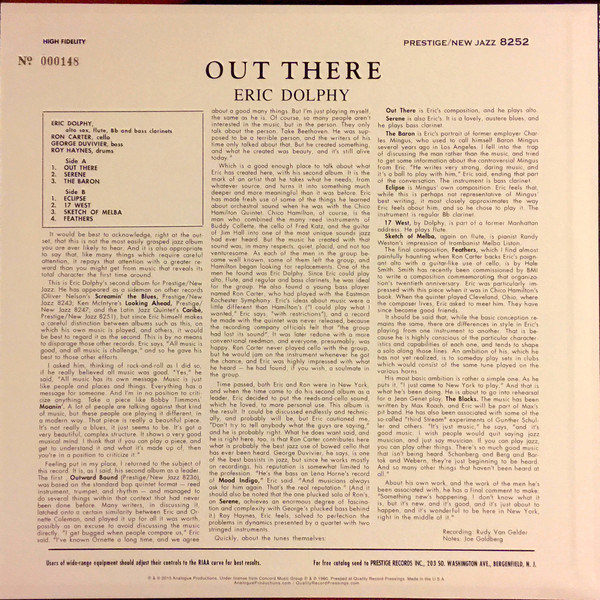 HIGH FIDELITY
PRESTIGE/NEW JAZZ 8252
Nº 000148
OUT THERE
ERIC DOLPHY
ERIC DOLPHY,
alto sax, flute, Bb and bass clarinets
RON CARTER, cello
GEORGE DUVIVIER, bass
ROY HAYNES, drums
Side A
1. OUT THERE
2. SERENE
3. THE BARON
Side B
1. ECLIPSE
2. 17 WEST
3. SKETCH OF MELBA
4. FEATHERS
It would be best to acknowledge, right at the out
set, that this is not the most easily grasped jazz album
you are ever likely to hear. And it is also appropriate
to say that, like many things which require careful
attention, it repays that attention with a greater re-
ward than you might get from music that reveals its
total character the first time around.
This is Eric Dolphy's second album for Prestige/New
Jazz. He has appeared as a sideman on other records
(Oliver Nelson's Screamin' the Blues, Prestige/New
Jazz 8243; Ken McIntyre's Looking Ahead, Prestige/
New Jazz 8247, and the Latin Jazz Quintet's Caribé,
Prestige/New Jazz 8251), but since Eric himself makes
a careful distinction between albums such as this, on
which his own music is played, and others, it would
be best to regard it as the second. This is by no means
to disparage those other records. Eric says, "All music is
good, and all music is challenge," and so he gave his
best to those other efforts.
I asked him, thinking of rock-and-roll as I did so,
if he really believed all music was good. "Yes," he
said, "All music has its own message. Music is just
like people and places and things. Everything has a
message for someone. And I'm in no position to crit-
icize anything. Take a piece like Bobby Timmons'
Moanin'. A lot of people are talking against that kind
of music, but these people are playing it different, in
a modern way. That piece is really a beautiful piece.
It's not really a blues, it just seems to be. It's got a
very beautiful, complex structure. It shows a very good
musical mind. I think that if you can play a piece, and
get to understand it and what it's made up of, then
you're in a position to criticize it."
Feeling put in my place, I returned to the subject of
his record. It is, as I said, his second album as leader.
The first, Outward Bound (Prestige/New Jazz 8236),
was based on the standard bop quintet format — reed
instrument, trumpet, and rhythm — and managed to
do several things within that context that had never
been done before. Many writers, in discussing it,
latched onto a certain similarity between Eric and Or-
nette Coleman, and played it up for all it was worth,
possibly as an excuse to avoid discussing the music
directly. "I get bugged when people compare us," Eric
said. "I've known Ornette a long time, and we agree
about a good many things. But I'm just playing myself,
the same as he is. Of course, so many people aren't
interested in the music, but in the person. They only
talk about the person. Take Beethoven. He was sup-
posed to be a terrible person, and the writers of his
time only talked about that. But he created something,
and what he created was beauty, and it's still alive
today."
Which is a good enough place to talk about what
Eric has created here, with this second album. It is the
mark of an artist that he takes what he needs, from
whatever source, and turns it into something much
deeper and more meaningful than it was before. Eric
has made fresh use of some of the things he learned
about orchestral sound when he was with the Chico
Hamilton Quintet. Chico Hamilton, of course, is the
man who combined the many reed instruments of
Buddy Collette, the cello of Fred Katz, and the guitar
of Jim Hall into one of the most unique sounds jazz
had ever heard. But the music he created with that
sound was, in many respects, quiet, placid, and not too
venturesome. As each of the men in the group be-
came well known, some of them left the group, and
Hamilton began looking for replacements. One of the
men he found was Eric Dolphy. Since Eric could play
alto, flute, and regular and bass clarinets, he was ideal
for the group. He also found a young bass player
named Ron Carter, who had played with the Eastman
Rochester Symphony. Eric's ideas about music were a
little different than Hamilton's ("I could play what I
wanted," Eric says, "with restrictions"), and a record
he made with the quintet was never released, because
the recording company officials felt that "the group
had lost its sound". It was later redone with a more
conventional reedman, and everyone, presumably, was
happy. Ron Carter never played cello with the group,
but he would jam on the instrument whenever he got
the chance, and Eric was highly impressed with what
he heard — he had found, if you wish, a soulmate in
the group.
Time passed, both Eric and Ron were in New York,
and when the time came to do his second album as a
leader, Eric decided to put the reeds-and-cello sound,
which he loved, to more personal use. This album is
the result. It could be discussed endlessly and techni-
cally, and probably will be, but Eric cautioned me,
"Don't try to tell anybody what the guys are saying,"
and he is probably right. What he does want said, and
he is right here, too, is that Ron Carter contributes here
what is probably the best jazz use of bowed cello that
has ever been heard. George Duvivier, he says, is one
of the best bassists in jazz, but since he works mostly
on recordings, his reputation is somewhat limited to
the profession. "He's the bass on Lena Horne's record
of Mood Indigo," Eric said. "And musicians always
ask for him again. That's the real reputation." (And it
should also be noted that the one plucked solo of Ron's,
on Serene, achieves an enormous degree of fascina-
tion and complexity with George's plucked bass behind
it.) Roy Haynes, Eric feels, solved to perfection the
problems in dynamics presented by a quartet with two
stringed instruments.
Quickly, about the tunes themselves.
Out There is Eric's composition, and he plays alto.
Serene is also Eric's. It is a lovely, austere blues, and
he plays bass clarinet.
The Baron is Eric's portrait of former employer Char-
les Mingus, who used to call himself Baron Mingus
several years ago in Los Angeles. I fell into the trap
of discussing the man rather than the music, and tried
to get some information about the controversial Mingus
from Eric. "He writes very strong, daring music, and
it's a ball to play with him," Eric said, ending that part
of the conversation. The instrument is bass clarinet.
Eclipse is Mingus' own composition. Eric feels that,
while this is perhaps not representative of Mingus'
best writing, it most closely approximates the way
Eric feels about him, and so he chose to play it. The
instrument is regular Bb clarinet.
17 West, by Dolphy, is part of a former Manhattan
address. He plays flute.
Sketch of Melba, again on flute, is pianist Randy
Weston's impression of trombonist Melba Liston.
The final composition, Feathers, which I find almost
painfully haunting when Ron Carter backs Eric's poign-
ant alto with a guitar-like use of cello, is by Hale
Smith. Smith has recently been commissioned by BMI
to write a composition commemorating that organiza-
tion's twentieth anniversary. Eric was particularly im-
pressed with this piece when it was in Chico Hamilton's
book. When the quintet played Cleveland, Ohio, where
the composer lives, Eric asked to meet him. They have
since become good friends.
It should be said that, while the basic conception re-
mains the same, there are differences in style in Eric's
playing from one instrument to another. That is be-
cause he is highly conscious of the particular character-
istics and capabilities of each one, and tends to shape
a solo along those lines. An ambition of his, which he
has not yet realized, is to someday play sets in clubs
which would consist of the same tune played on the
various horns.
His most basic ambition is rather a simple one. As he
puts it, "I just came to New York to play." And that is
what he's been doing. He is about to go into rehearsal
for a Jean Genet play, The Blacks. The music has been
written by Max Roach, and Eric will be part of Max's
pit band. He has also been associated with some of the
so called "third Stream" experiments of Gunther Schul-
ler and others. "It's just music," he says, "and it's
good music. I wish people would quit saying jazz
musician, and just say musician. If you can play jazz,
you can play other things. There's so much good music
that isn't being heard. Schonberg and Berg and Bar-
tok and Webern, they're just beginning to be heard.
And so many other things that haven't been heard at
all."
About his own work, and the work of the men he's
been associated with, he has a final comment to make.
"Something new's happening. I don't know what it
is, but it's new, and it's good, and it's about to
happen, and it's wonderful to be here in New York,
right in the middle of it."
Recording: Rudy Van Gelder
Notes: Joe Goldberg
Users of wide-range equipment should adjust their controls to the RIAA curve for best results.
For free catalog send to PRESTIGE RECORDS INC., 203 SO. WASHINGTON AVE., BERGENFIELD, N. J.